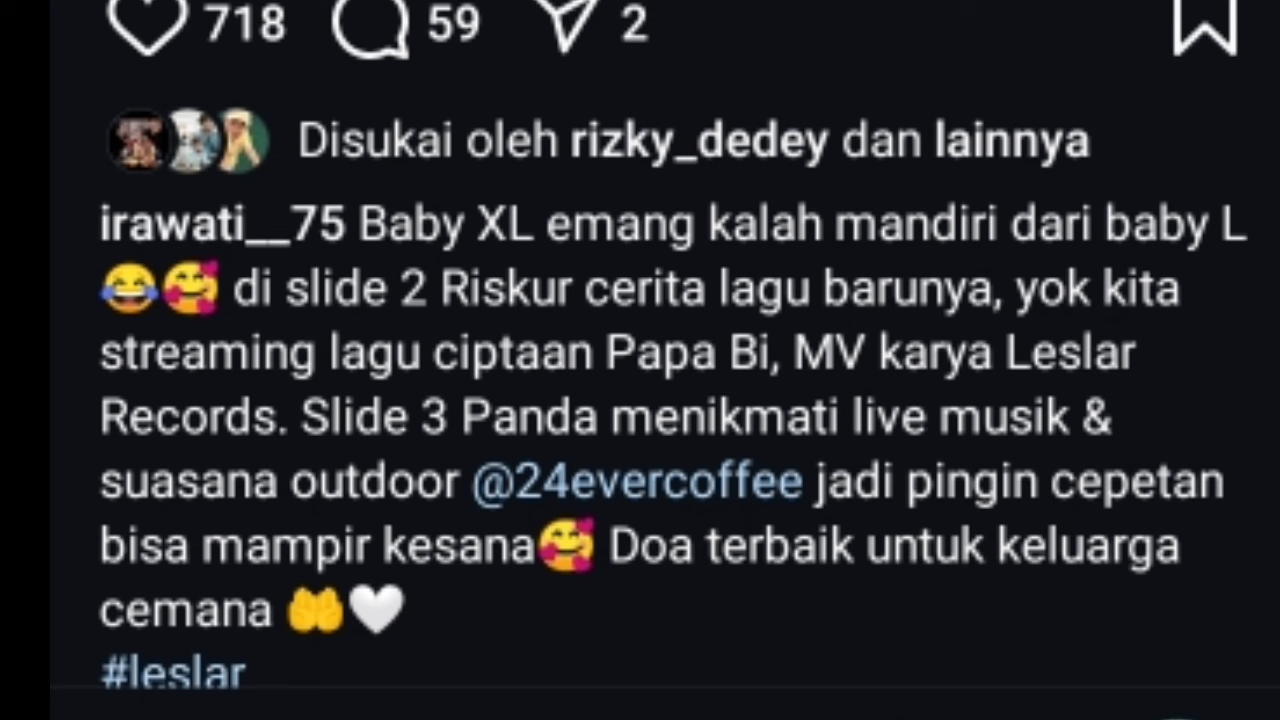 718 59 2
Disukai oleh rizky_dedey dan lainnya
irawati__75 Baby XL emang kalah mandiri dari baby L
😂🥰 di slide 2 Riskur cerita lagu barunya, yok kita
streaming lagu ciptaan Papa Bi, MV karya Leslar
Records. Slide 3 Panda menikmati live musik &
suasana outdoor @24evercoffee jadi pingin cepetan
bisa mampir kesana🥰 Doa terbaik untuk keluarga
cemana 🤲🤍
#leslar